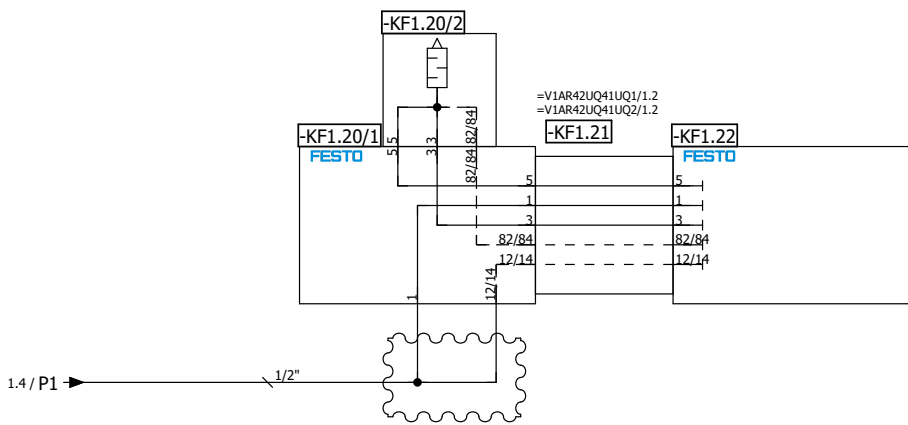 -KF1.20/2
=V1AR42UQ41UQ1/1.2
=V1AR42UQ41UQ2/1.2
-KF1.20/1
-KF1.21
-KF1.22
5 3 82/84
FESTO
FESTO
5 3 82/84
5 5
1 1
3 3
82/84 82/84
12/14 12/14
1 12/14
1.4 / P1
1/2"